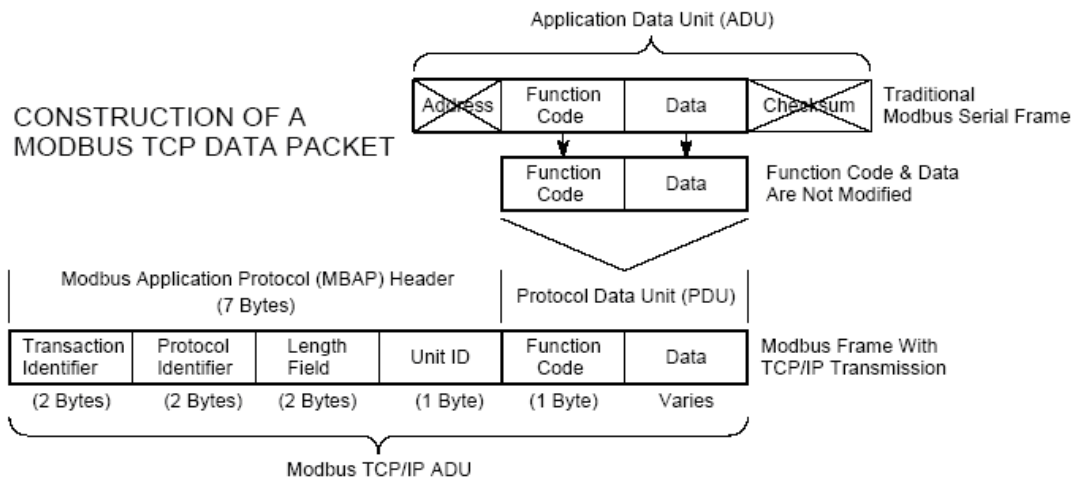 Application Data Unit (ADU)
CONSTRUCTION OF A
MODBUS TCP DATA PACKET
Address
Function
Code
Data
Checksum
Traditional
Modbus Serial Frame
Function
Code
Data
Function Code & Data
Are Not Modified
Modbus Application Protocol (MBAP) Header
(7 Bytes)
Protocol Data Unit (PDU)
Transaction
Identifier
Protocol
Identifier
Length
Field
Unit ID
Function
Code
Data
Modbus Frame With
TCP/IP Transmission
(2 Bytes)
(2 Bytes)
(2 Bytes)
(1 Byte)
(1 Byte)
Varies
Modbus TCP/IP ADU